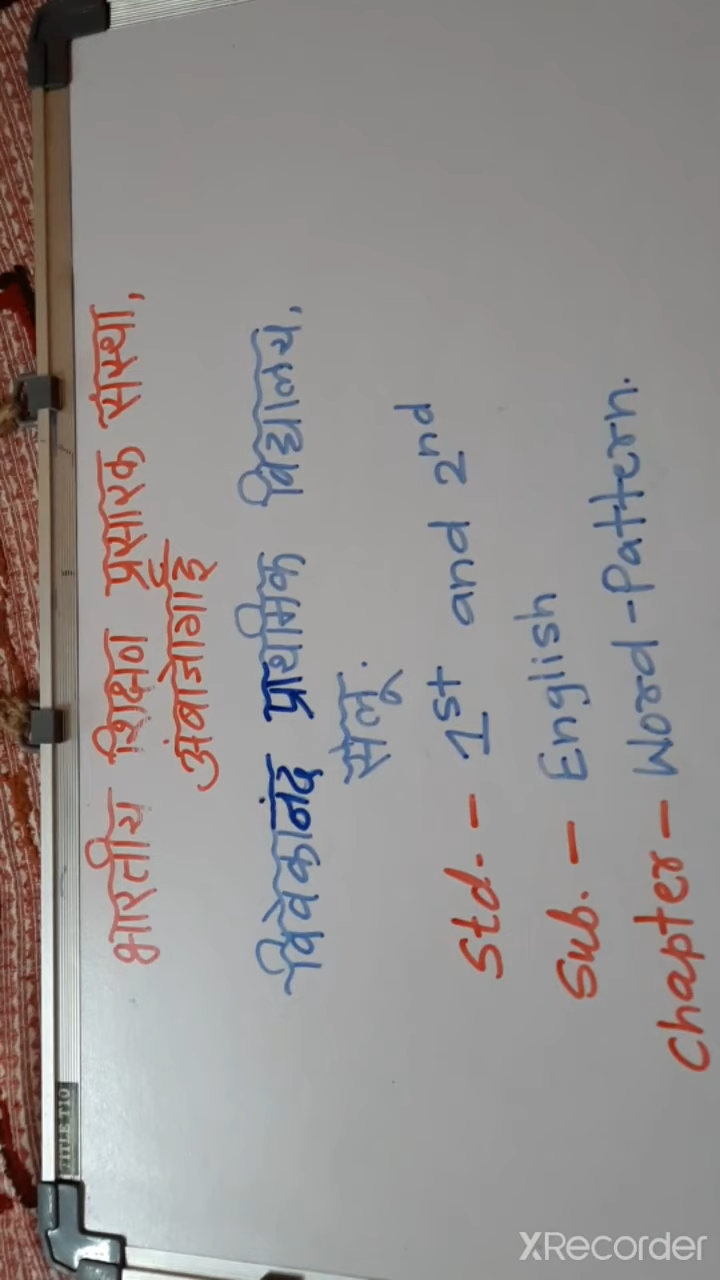 भारतीय शिक्षण प्रसारक संस्था,
अंबाजोगाई
विवेकानंद प्राथमिक विद्यालय,
सेलू.
Std. - 1st and 2nd
Sub. - English
Chapter - Word-Pattern.
XRecorder